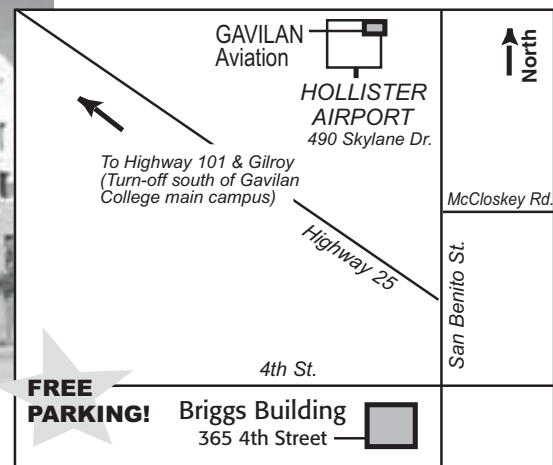 GAVILAN
Aviation
North
HOLLISTER
AIRPORT
490 Skylane Dr.
To Highway 101 & Gilroy
(Turn-off south of Gavilan
College main campus)
McCloskey Rd.
Highway 25
San Benito St.
4th St.
FREE
PARKING!
Briggs Building
365 4th Street